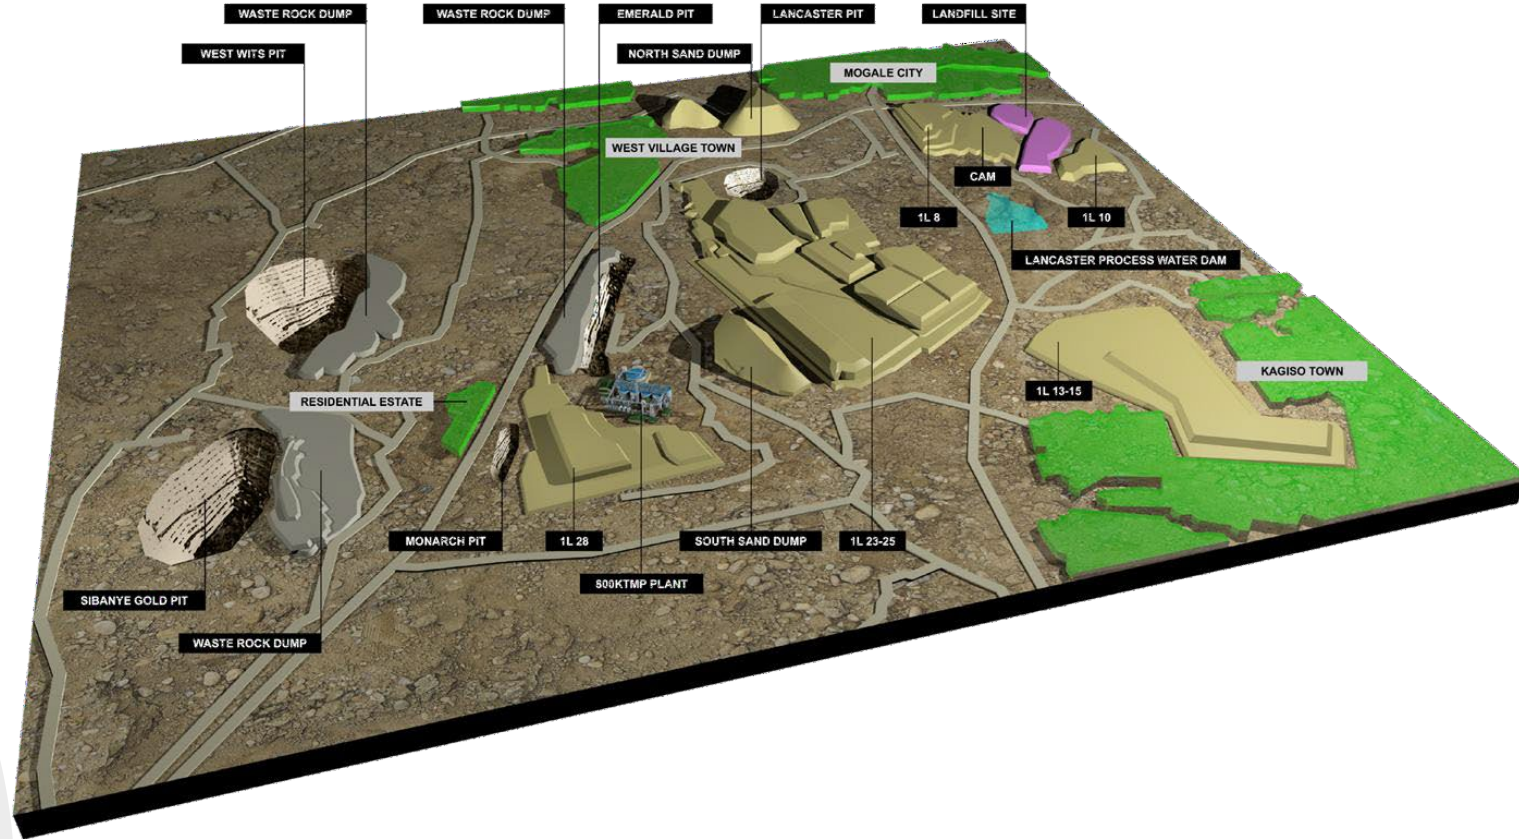 WASTE ROCK DUMP
WASTE ROCK DUMP
EMERALD PIT
LANCASTER PIT
LANDFILL SITE
WEST WITS PIT
NORTH SAND DUMP
MOGALE CITY
WEST VILLAGE TOWN
CAM
1L 8
1L 10
LANCASTER PROCESS WATER DAM
KAGISO TOWN
1L 13-15
RESIDENTIAL ESTATE
MONARCH PIT
1L 28
SOUTH SAND DUMP
1L 23-25
800KTMP PLANT
SIBANYE GOLD PIT
WASTE ROCK DUMP